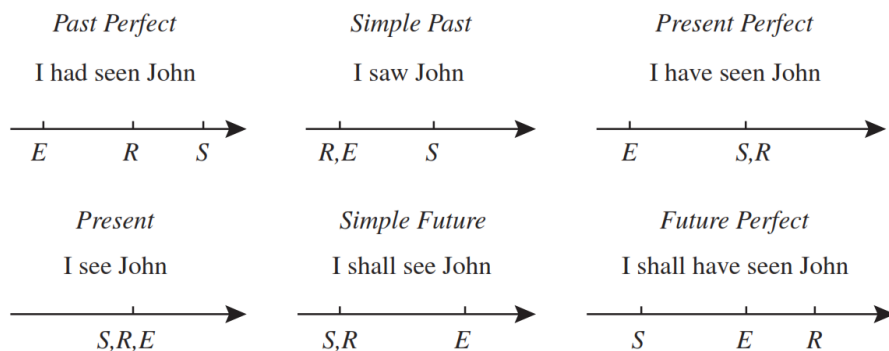 Past Perfect
Simple Past
Present Perfect
I had seen John
I saw John
I have seen John
E R S
R,E S
E S,R
Present
Simple Future
Future Perfect
I see John
I shall see John
I shall have seen John
S,R,E
S,R E
S E R